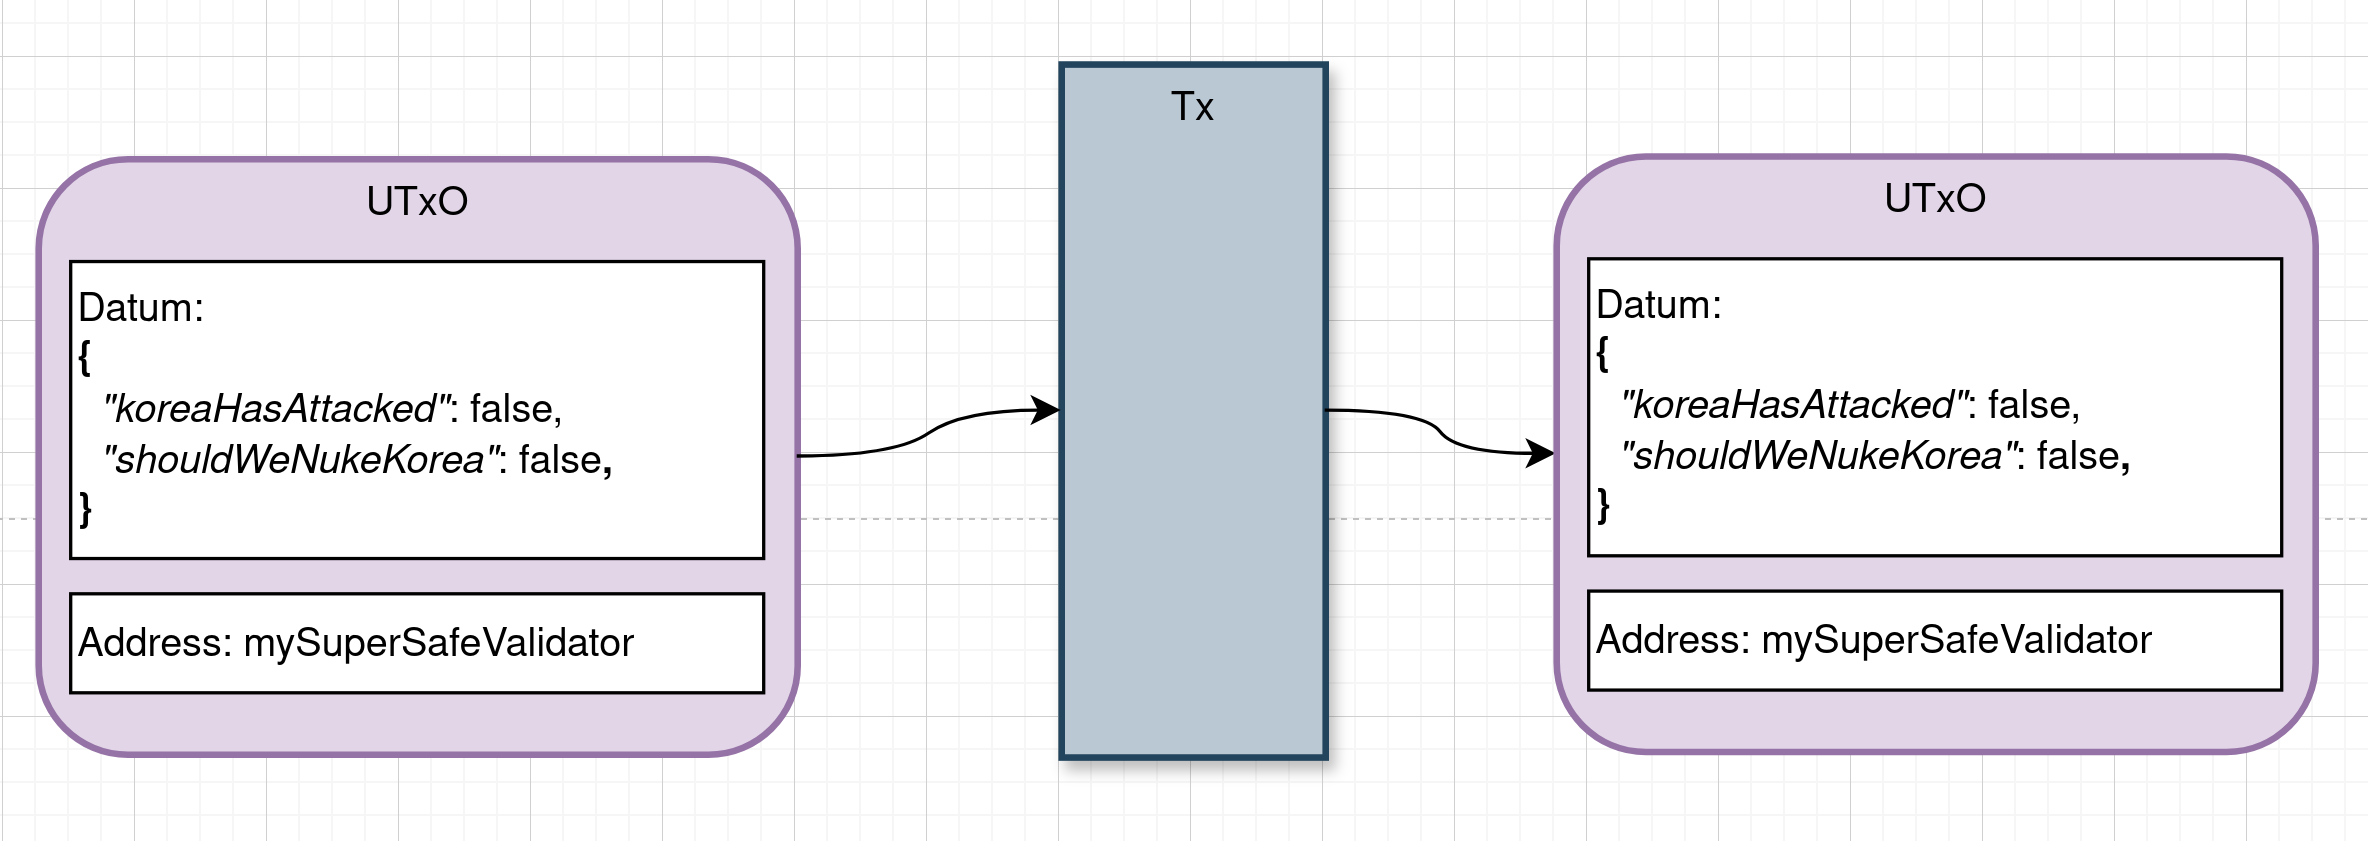 UTxO
Datum:
{
"koreaHasAttacked": false,
"shouldWeNukeKorea": false,
}
Address: mySuperSafeValidator
Tx
UTxO
Datum:
{
"koreaHasAttacked": false,
"shouldWeNukeKorea": false,
}
Address: mySuperSafeValidator